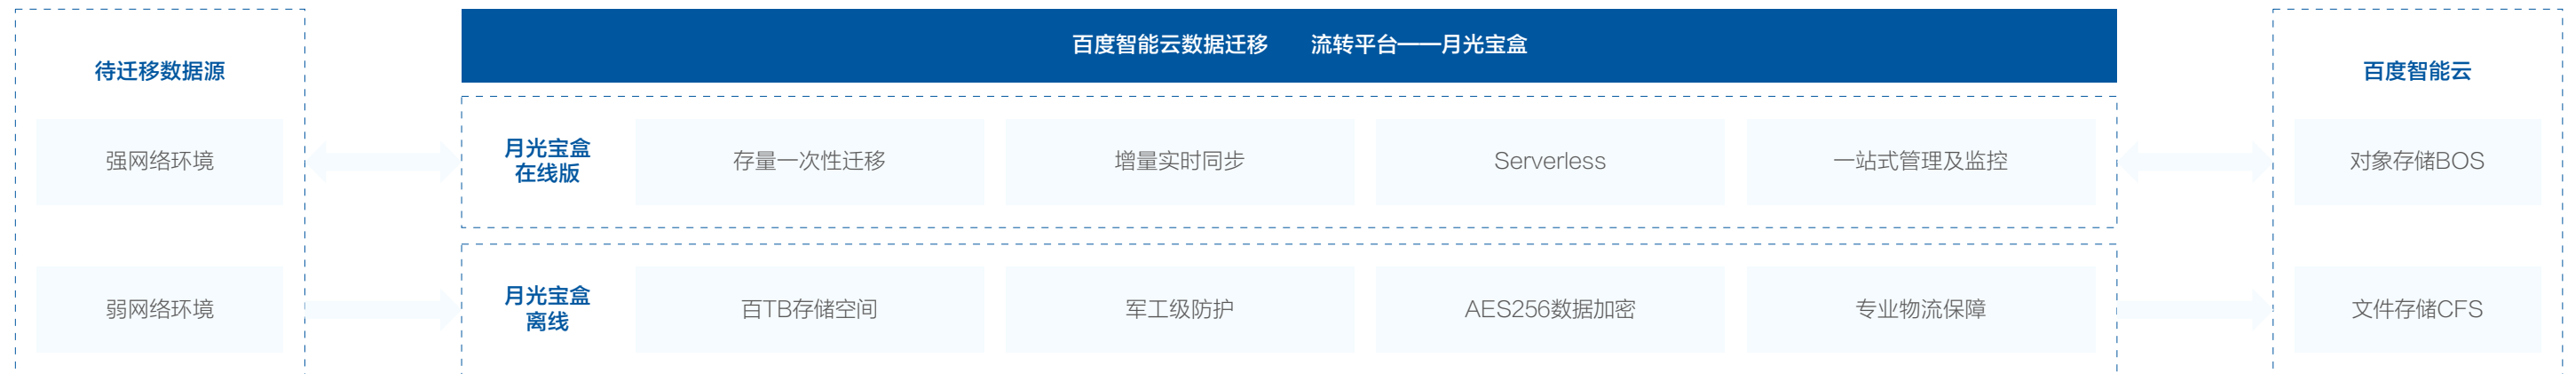 百度智能云数据迁移 流转平台——月光宝盒
待迁移数据源
强网络环境
弱网络环境
月光宝盒
在线版
存量一次性迁移
增量实时同步
Serverless
一站式管理及监控
月光宝盒
离线
百TB存储空间
军工级防护
AES256数据加密
专业物流保障
百度智能云
对象存储BOS
文件存储CFS